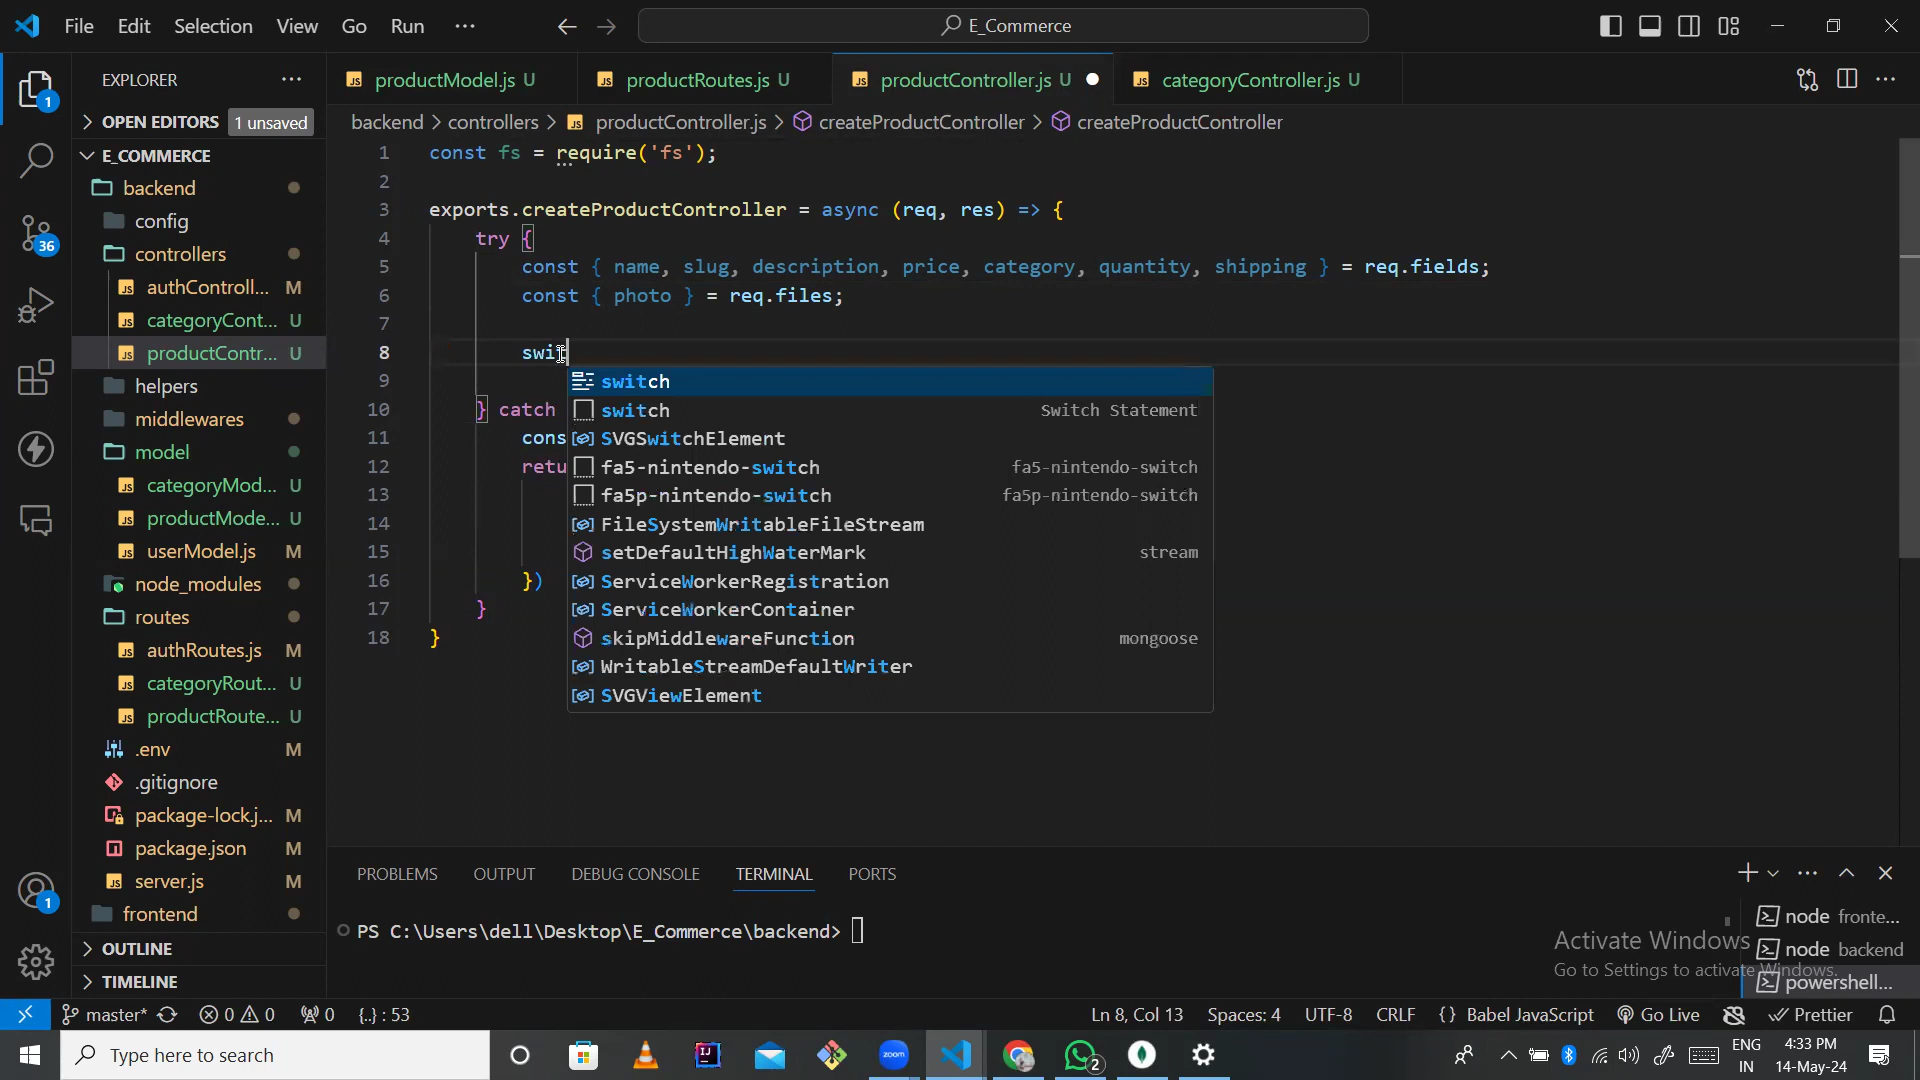 File Edit Selection View Go Run ··· E_Commerce
EXPLORER ···
OPEN EDITORS 1 unsaved
E_COMMERCE
backend
config
controllers
authControll... M
categoryCont... U
productContr... U
helpers
middlewares
model
categoryMod... U
productMode... U
userModel.js M
node_modules
routes
authRoutes.js M
categoryRout... U
productRoute... U
.env M
.gitignore
package-lock.j... M
package.json M
server.js M
frontend
OUTLINE
TIMELINE
1
36
1
productModel.js U productRoutes.js U productController.js U categoryController.js U
backend > controllers > productController.js > createProductController > createProductController
1 const fs = require('fs');
2
3 exports.createProductController = async (req, res) => {
4 try {
5 const { name, slug, description, price, category, quantity, shipping } = req.fields;
6 const { photo } = req.files;
7
8 swit
9
10 } catch
11 cons
12 retu
13
14
15
16 })
17 }
18 }
switch
switch Switch Statement
SVGSwitchElement
fa5-nintendo-switch fa5-nintendo-switch
fa5p-nintendo-switch fa5p-nintendo-switch
FileSystemWritableFileStream
setDefaultHighWaterMark stream
ServiceWorkerRegistration
ServiceWorkerContainer
skipMiddlewareFunction mongoose
WritableStreamDefaultWriter
SVGViewElement
PROBLEMS OUTPUT DEBUG CONSOLE TERMINAL PORTS
PS C:\Users\dell\Desktop\E_Commerce\backend>
node fronte...
node backend
powershell...
Activate Windows
Go to Settings to activate Windows.
master* 0 0 0 {..} : 53 Ln 8, Col 13 Spaces: 4 UTF-8 CRLF {} Babel JavaScript Go Live Prettier
Type here to search
zoom
2
ENG
IN
4:33 PM
14-May-24